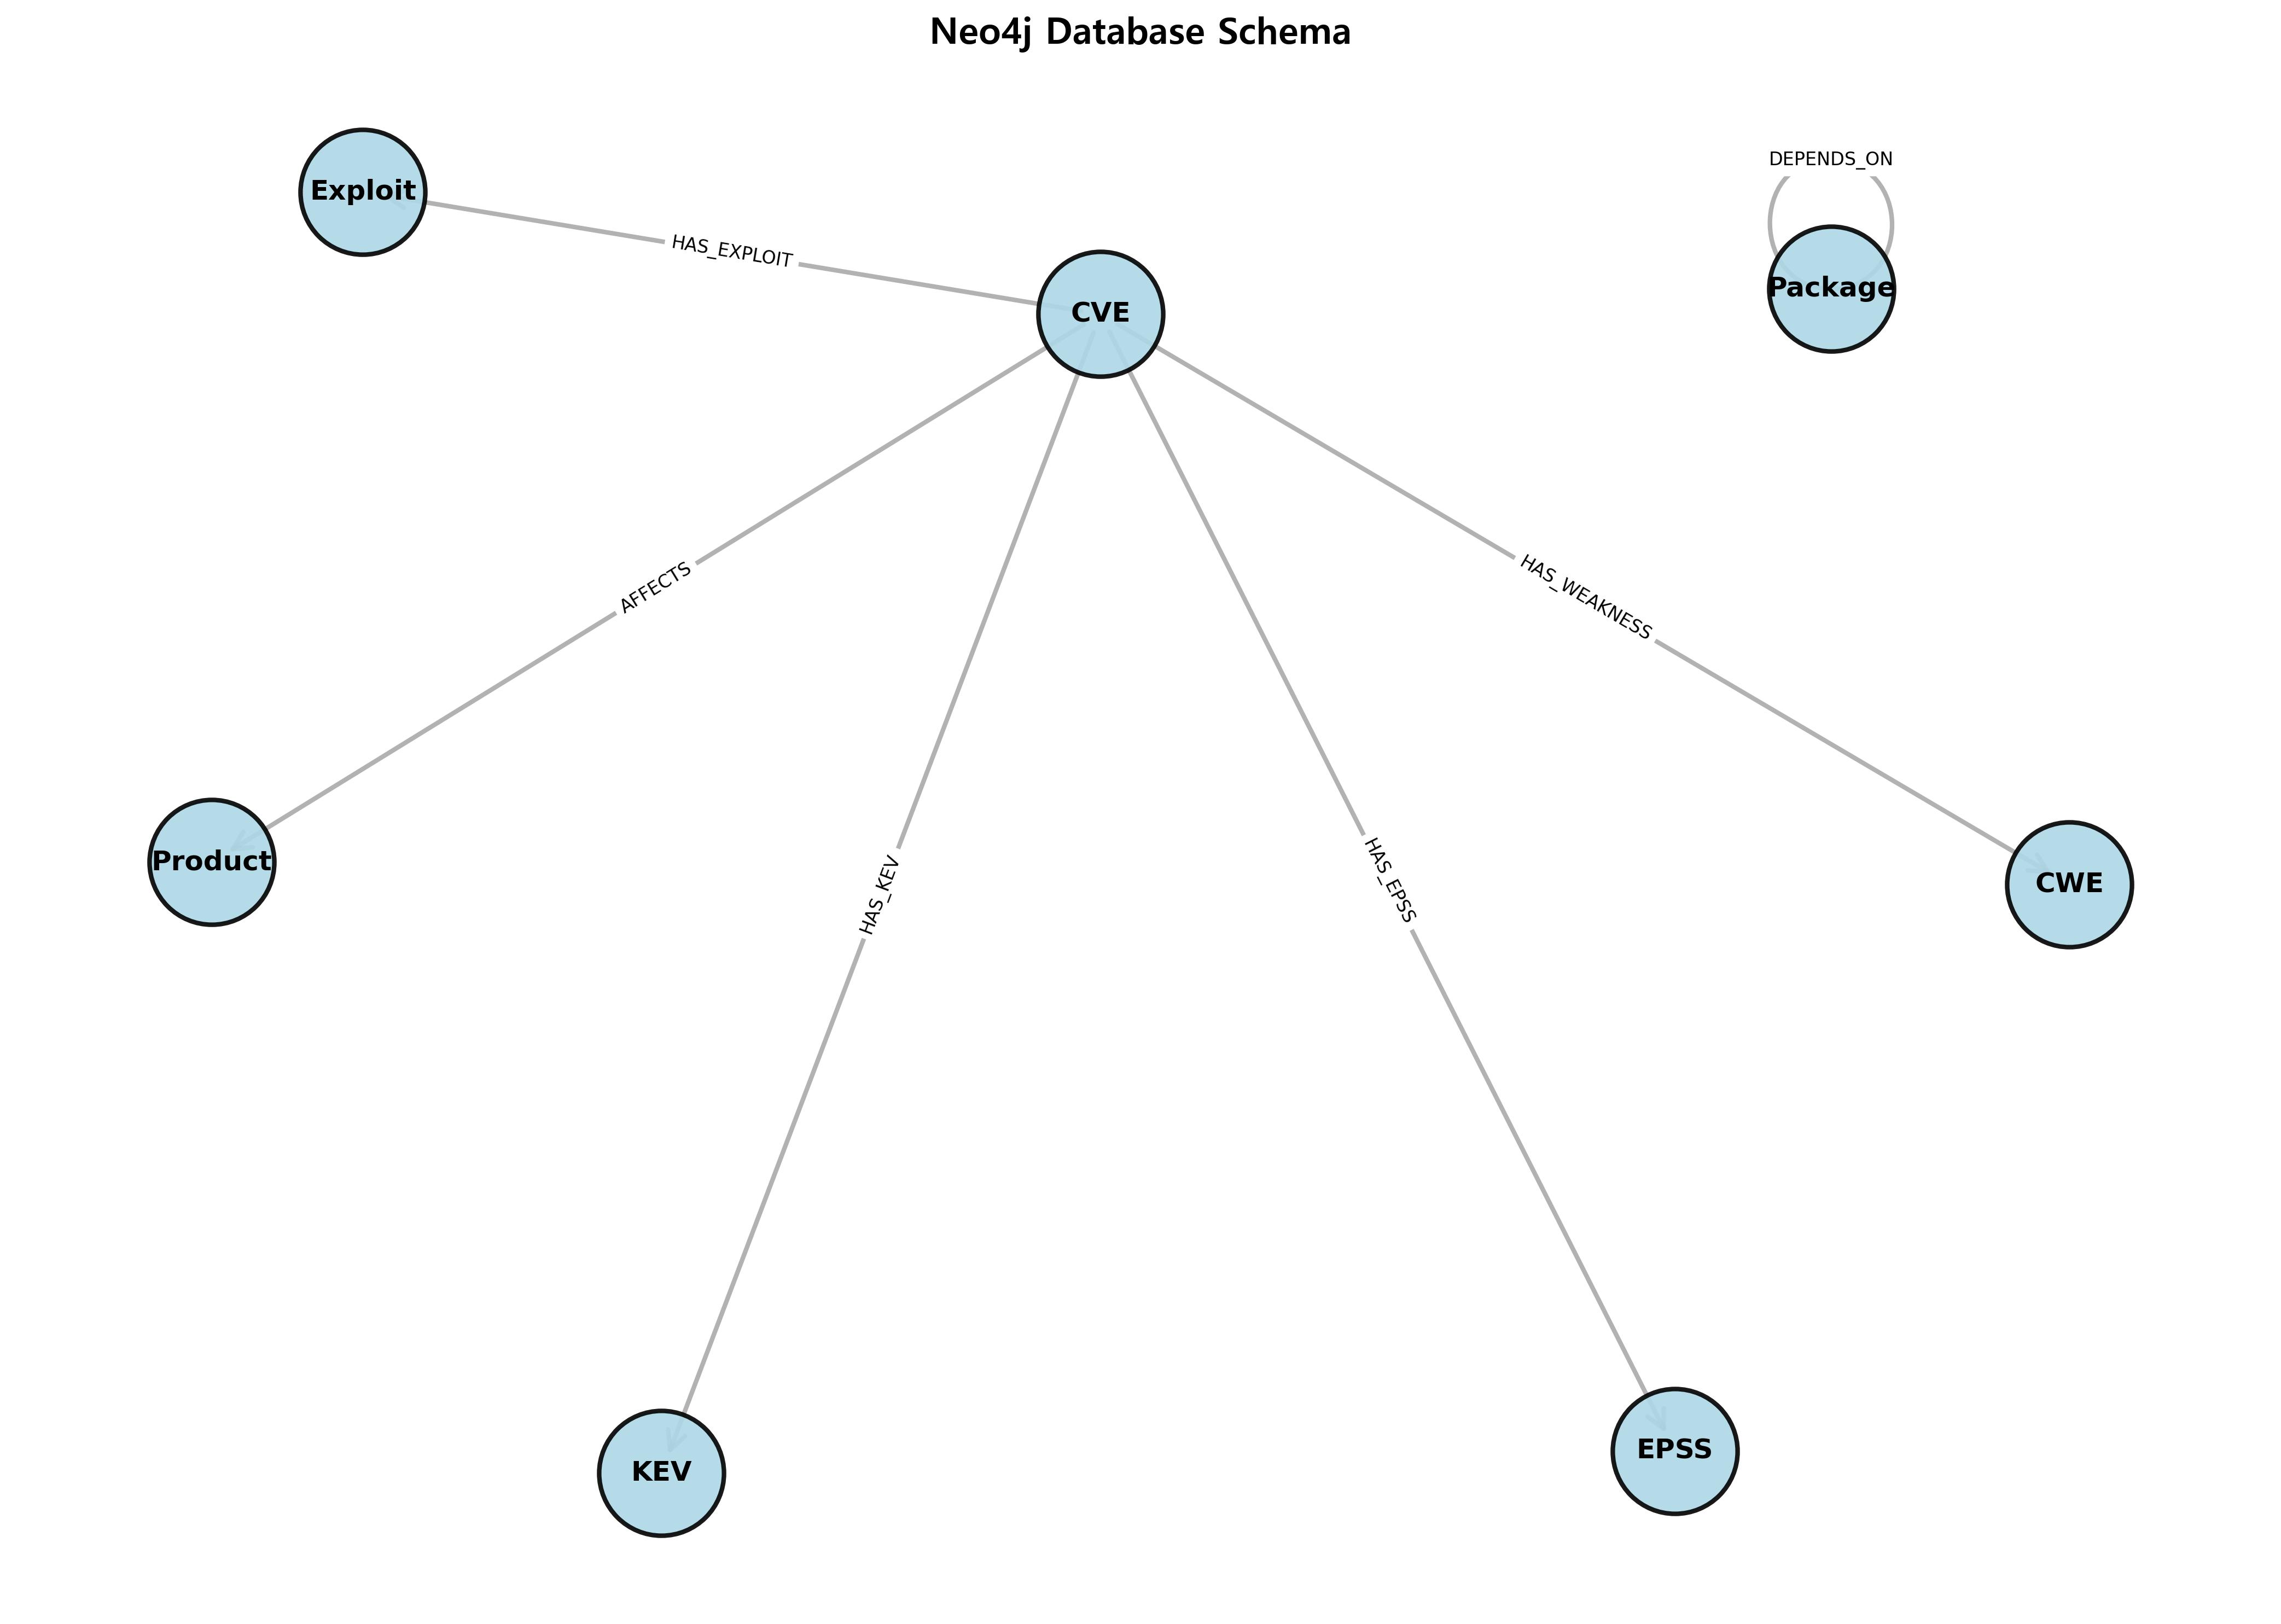 Neo4j Database Schema
DEPENDS_ON
Exploit
HAS_EXPLOIT
CVE
Package
AFFECTS
HAS_WEAKNESS
Product
HAS_KEV
HAS_EPSS
CWE
KEV
EPSS